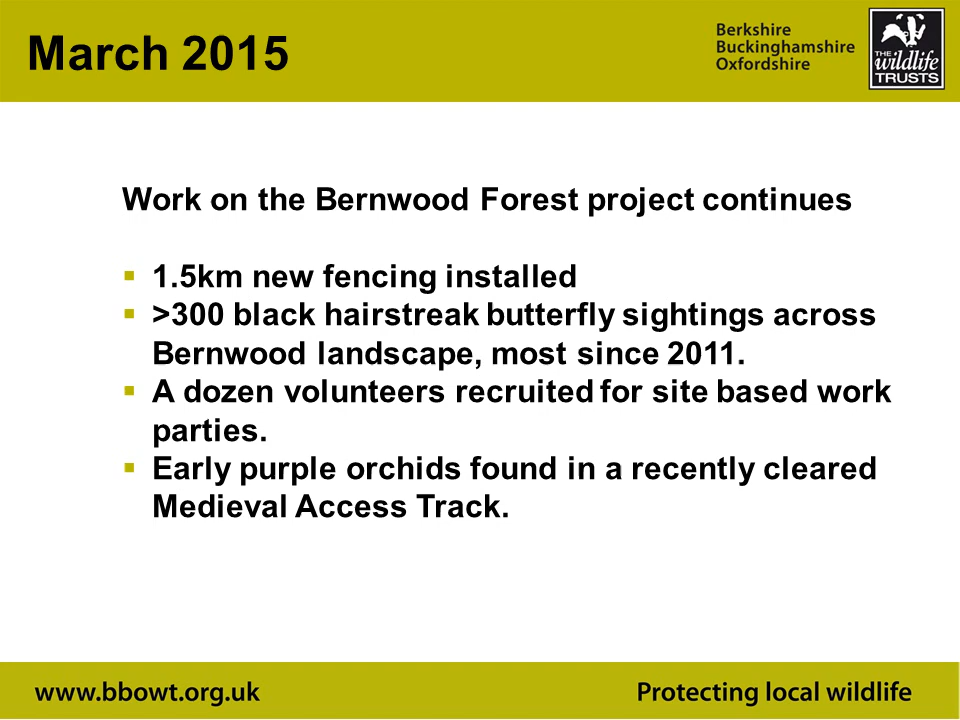 March 2015
Berkshire
Buckinghamshire
Oxfordshire
THE
wildlife
TRUSTS
Work on the Bernwood Forest project continues
▪ 1.5km new fencing installed
▪ >300 black hairstreak butterfly sightings across
Bernwood landscape, most since 2011.
▪ A dozen volunteers recruited for site based work
parties.
▪ Early purple orchids found in a recently cleared
Medieval Access Track.
www.bbowt.org.uk
Protecting local wildlife